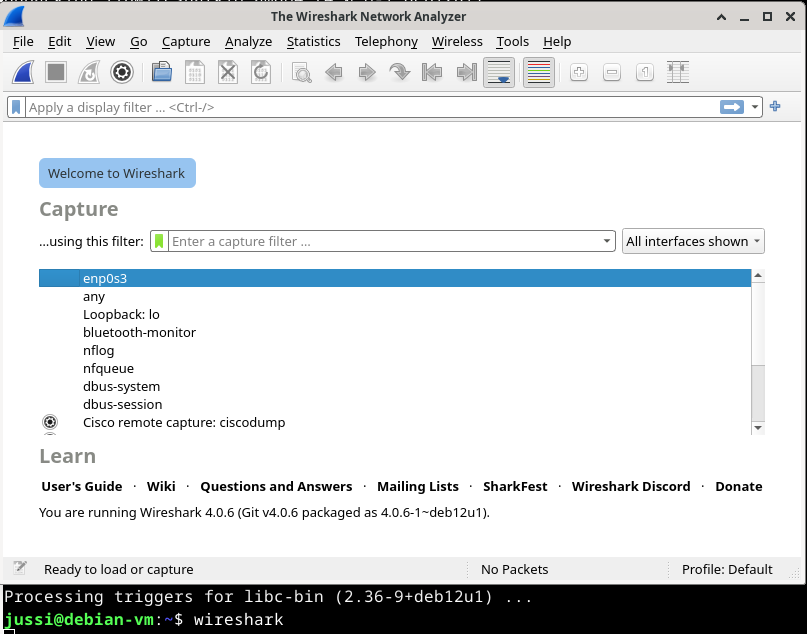 The Wireshark Network Analyzer
File Edit View Go Capture Analyze Statistics Telephony Wireless Tools Help
Apply a display filter ... <Ctrl-/>
Welcome to Wireshark
Capture
...using this filter: Enter a capture filter ... All interfaces shown
enp0s3
any
Loopback: lo
bluetooth-monitor
nflog
nfqueue
dbus-system
dbus-session
Cisco remote capture: ciscodump
Learn
User's Guide · Wiki · Questions and Answers · Mailing Lists · SharkFest · Wireshark Discord · Donate
You are running Wireshark 4.0.6 (Git v4.0.6 packaged as 4.0.6-1~deb12u1).
Ready to load or capture No Packets Profile: Default
Processing triggers for libc-bin (2.36-9+deb12u1) ...
jussi@debian-vm:~$ wireshark